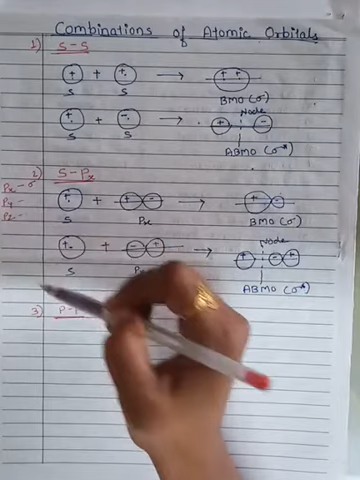 Combinations of Atomic Orbitals
1) S-S
+ + + →
S S BMO (σ)
Node
+ + - →
S S ABMO (σ*)
2) S-Px
Px - σ
Py -
Pz -
+ + + - → + -
S Px BMO (σ)
Node
+ + - + → + - +
S ABMO (σ*)
3)